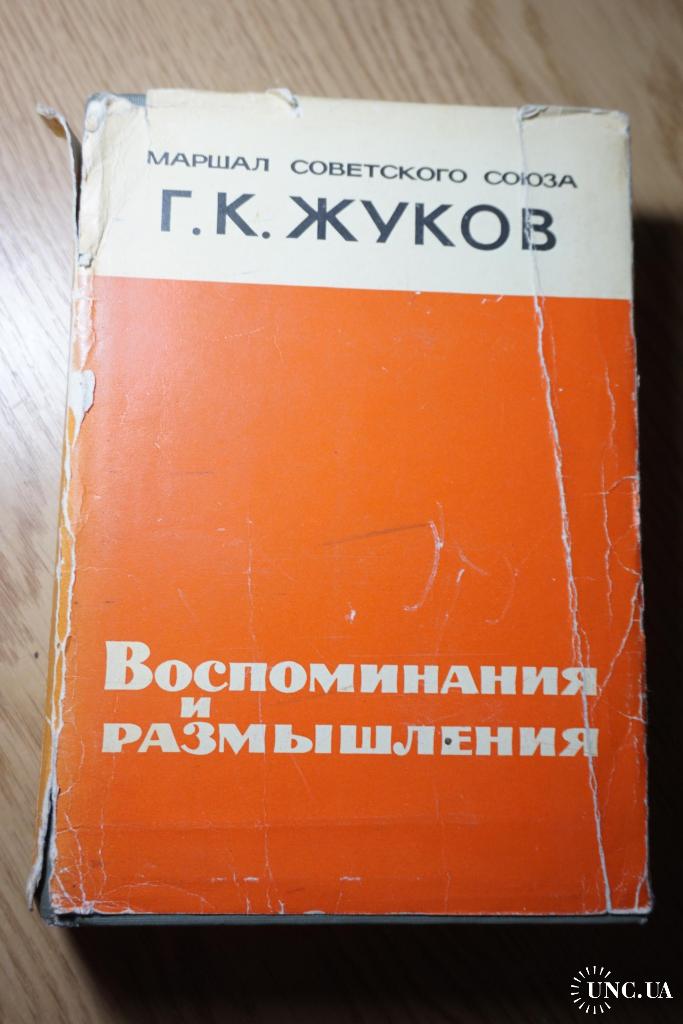 МАРШАЛ СОВЕТСКОГО СОЮЗА
Г.К. ЖУКОВ
Воспоминания
и
РАЗМЫШЛЕНИЯ
UNC.UA